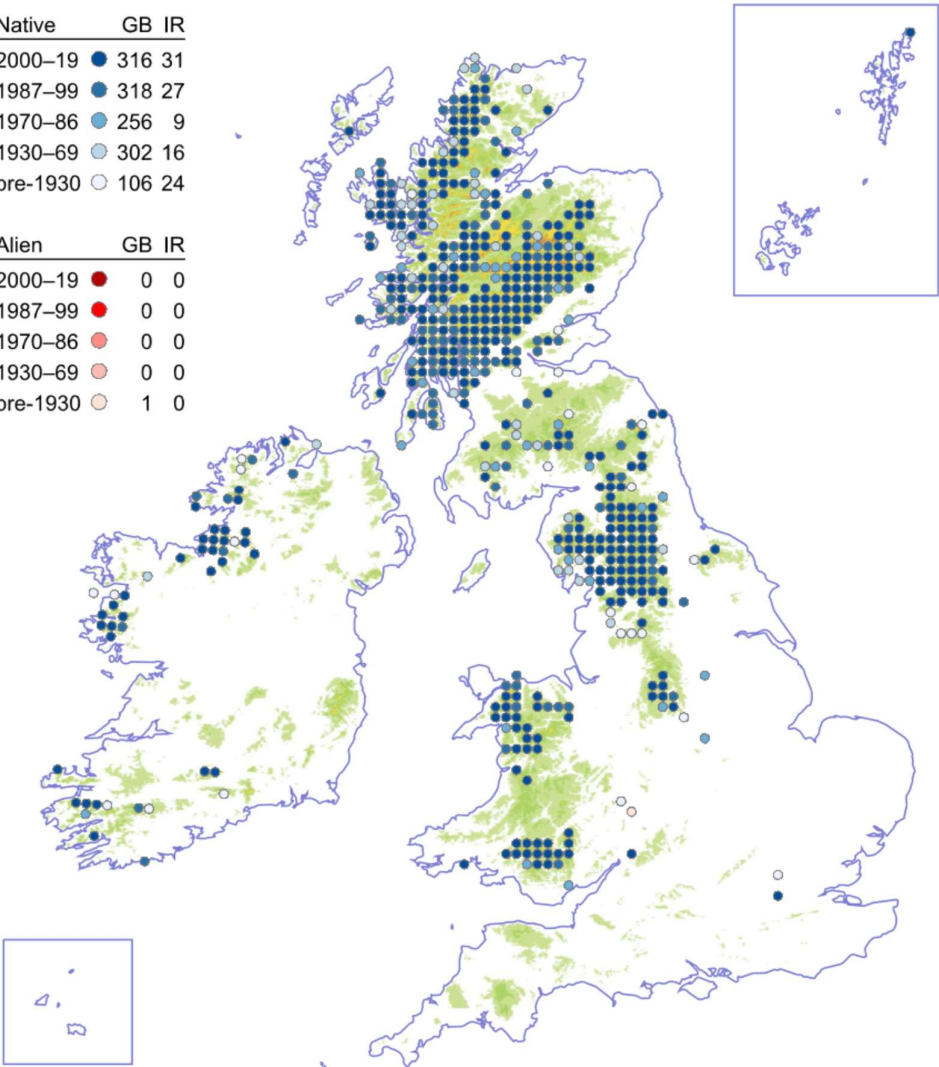 Native GB IR
2000–19 316 31
1987–99 318 27
1970–86 256 9
1930–69 302 16
pre-1930 106 24
Alien GB IR
2000–19 0 0
1987–99 0 0
1970–86 0 0
1930–69 0 0
pre-1930 1 0